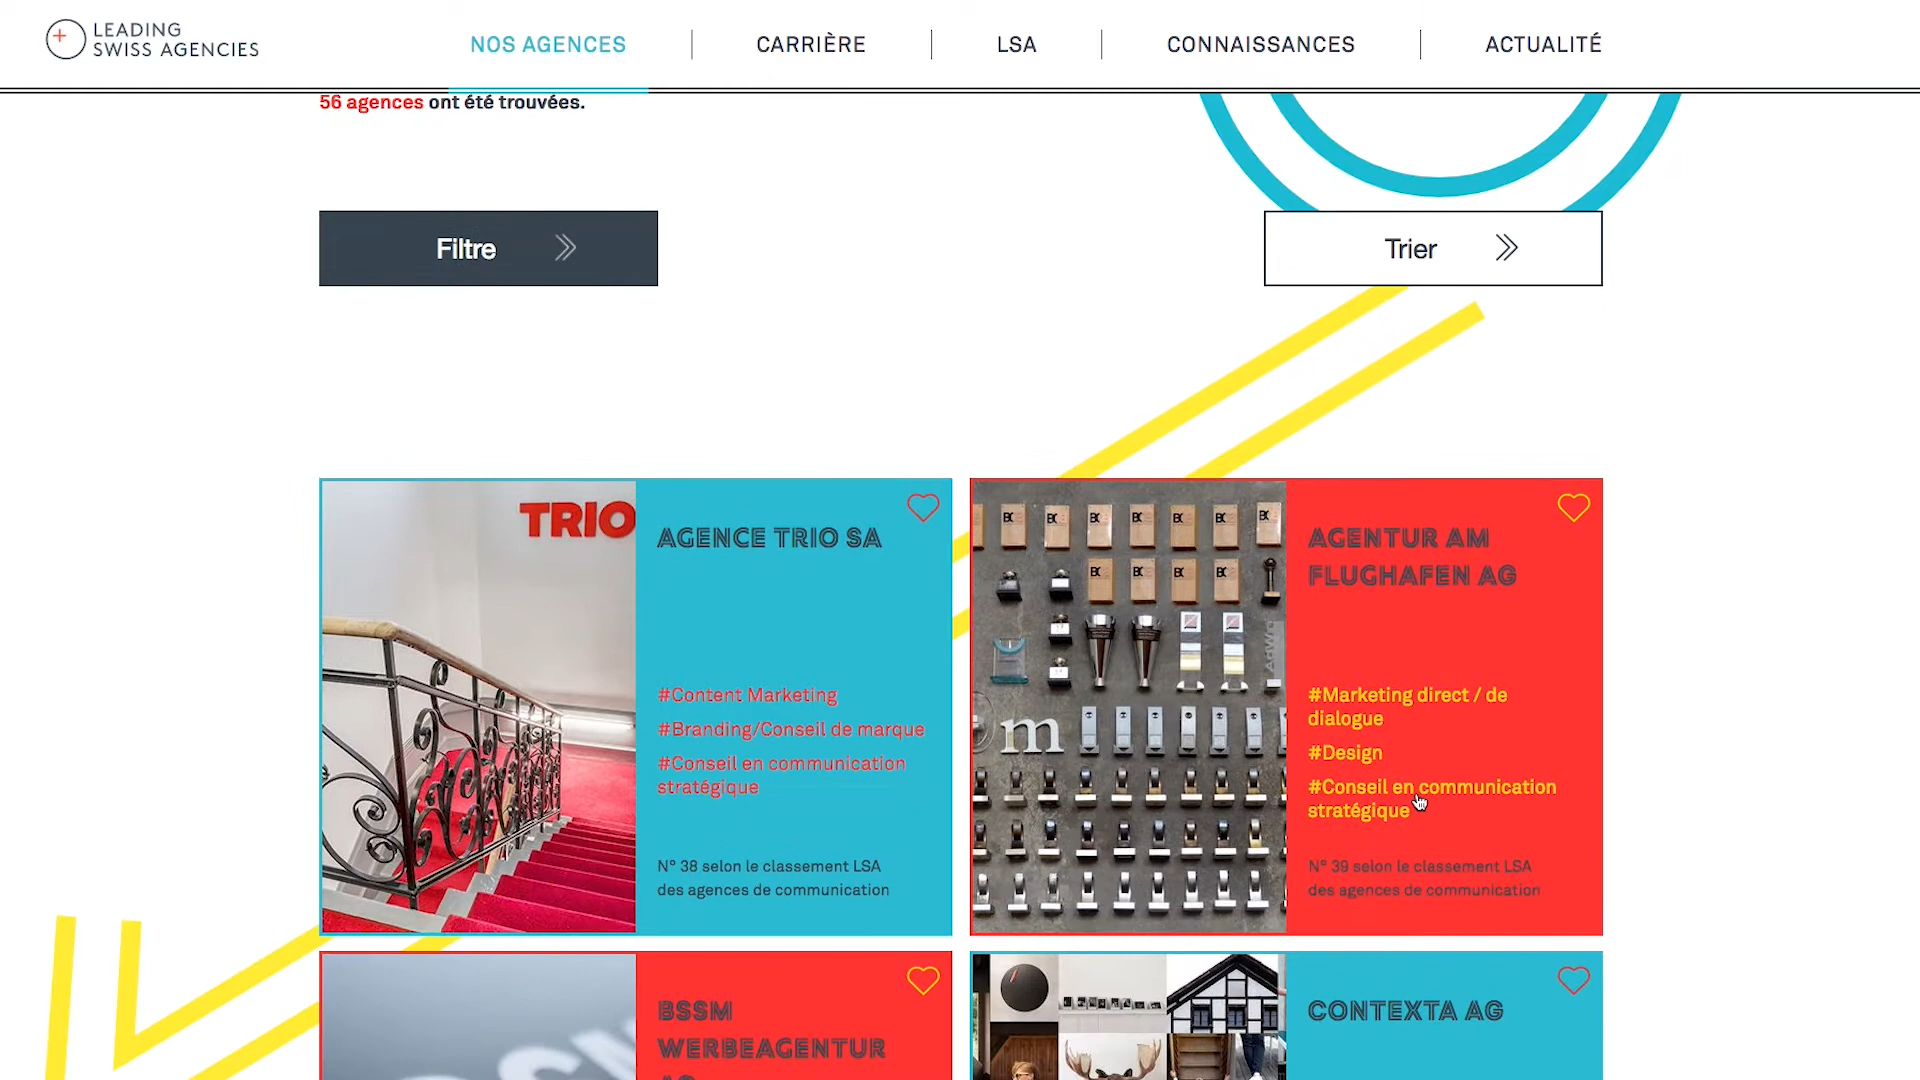 LEADING
SWISS AGENCIES
NOS AGENCES
CARRIÈRE
LSA
CONNAISSANCES
ACTUALITÉ
56 agences ont été trouvées.
Filtre
Trier
TRIO
AGENCE TRIO SA
#Content Marketing
#Branding/Conseil de marque
#Conseil en communication
stratégique
N° 38 selon le classement LSA
des agences de communication
m
AGENTUR AM
FLUGHAFEN AG
#Marketing direct / de
dialogue
#Design
#Conseil en communication
stratégique
N° 39 selon le classement LSA
des agences de communication
BSSM
WERBEAGENTUR
AG
CONTEXTA AG